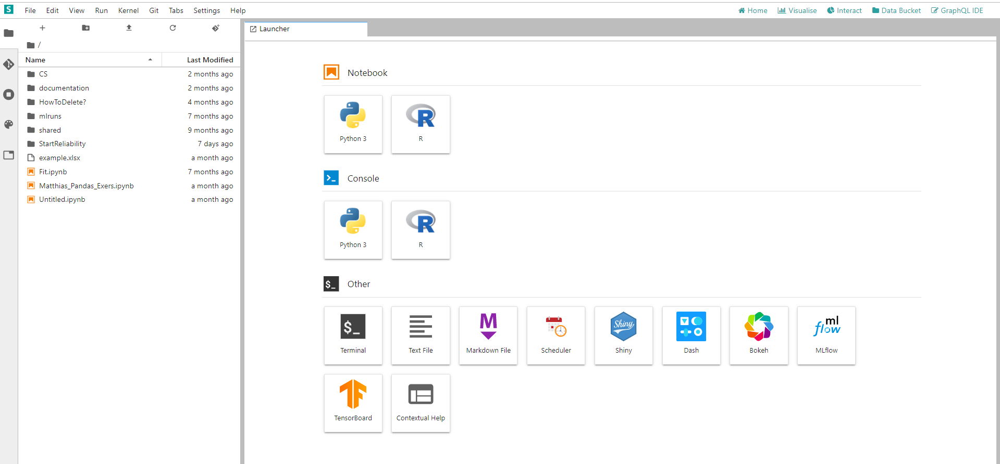 S File Edit View Run Kernel Git Tabs Settings Help Home Visualise Interact Data Bucket GraphQL IDE
Launcher
/
Name Last Modified
CS 2 months ago
documentation 2 months ago
HowToDelete? 4 months ago
mlruns 7 months ago
shared 9 months ago
StartReliability 7 days ago
example.xlsx a month ago
Fit.ipynb 7 months ago
Matthias_Pandas_Exers.ipynb a month ago
Untitled.ipynb a month ago
Notebook
R
Python 3 R
>_ Console
R
Python 3 R
$_ Other
$_ M Shiny ml flow
Terminal Text File Markdown File Scheduler Shiny Dash Bokeh MLflow
TF
TensorBoard Contextual Help